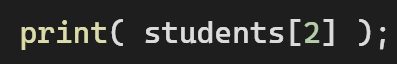 print( students[2] );